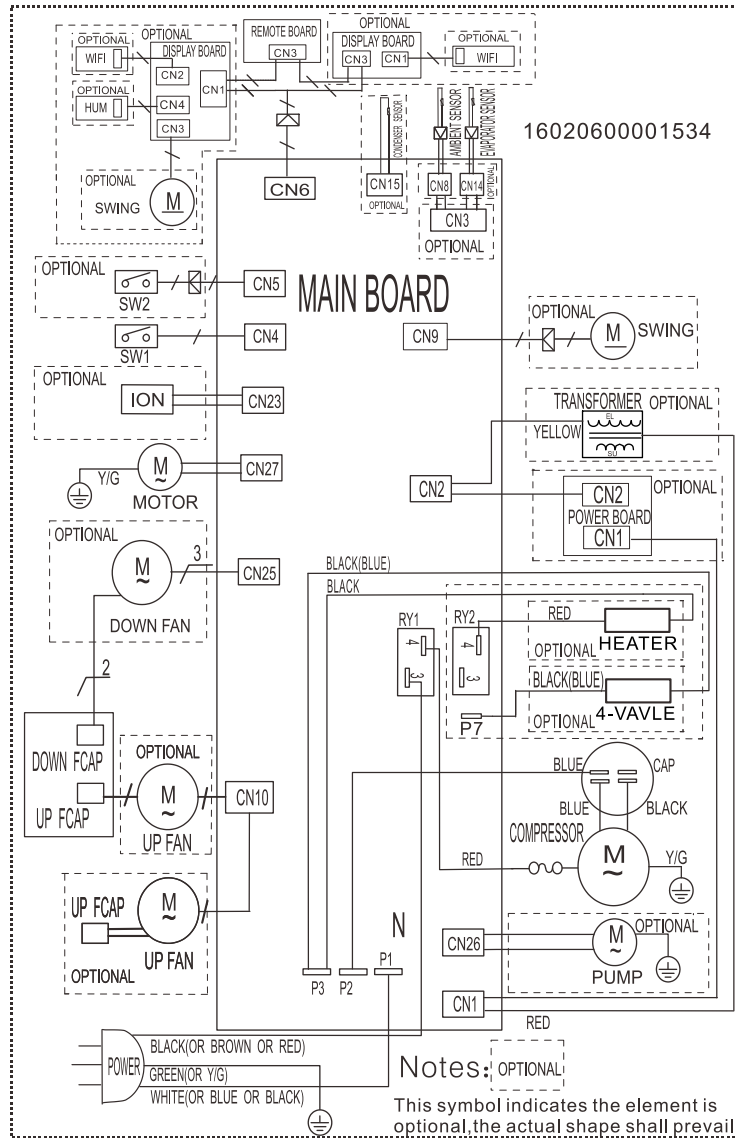 OPTIONAL
OPTIONAL
WIFI
OPTIONAL
DISPLAY BOARD
CN2
CN1
OPTIONAL
HUM
CN4
CN3
OPTIONAL
SWING
M
REMOTE BOARD
CN3
OPTIONAL
DISPLAY BOARD
CN3
CN1
WIFI
CN6
CONDENSER SENSOR
CN15
OPTIONAL
AMBIENT SENSOR
EVAPORATOR SENSOR
CN8
CN14
OPTIONAL
CN3
OPTIONAL
16020600001534
MAIN BOARD
OPTIONAL
SW2
CN5
SW1
CN4
OPTIONAL
ION
CN23
M
~
Y/G
MOTOR
CN27
OPTIONAL
M
~
3
CN25
DOWN FAN
2
DOWN FCAP
UP FCAP
OPTIONAL
M
~
UP FAN
CN10
UP FCAP
M
~
UP FAN
OPTIONAL
CN9
OPTIONAL
M
SWING
TRANSFORMER
OPTIONAL
YELLOW
EL
SU
CN2
CN2
OPTIONAL
POWER BOARD
CN1
BLACK(BLUE)
BLACK
RY1
4
3
RY2
4
3
RED
HEATER
OPTIONAL
BLACK(BLUE)
4-VAVLE
OPTIONAL
P7
BLUE
CAP
BLUE
BLACK
COMPRESSOR
M
~
RED
Y/G
N
P1
P3
P2
CN26
M
~
OPTIONAL
PUMP
CN1
RED
POWER
BLACK(OR BROWN OR RED)
GREEN(OR Y/G)
WHITE(OR BLUE OR BLACK)
Notes: OPTIONAL
This symbol indicates the element is
optional,the actual shape shall prevail